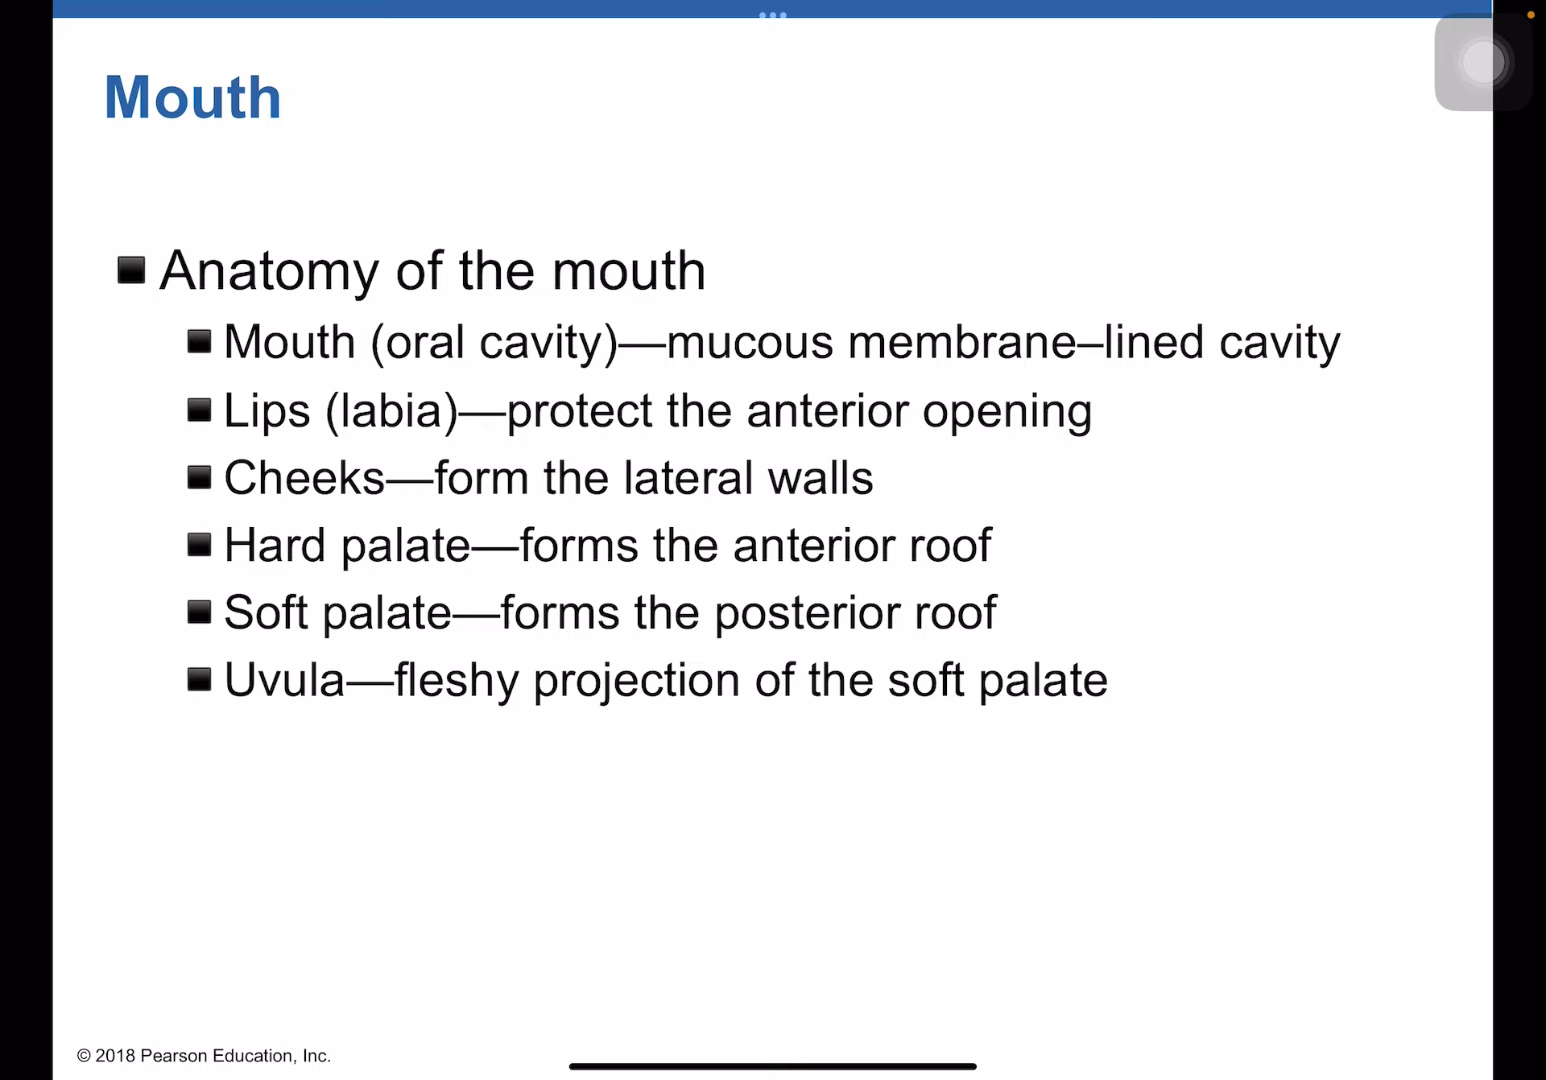 Mouth
Anatomy of the mouth
Mouth (oral cavity)—mucous membrane–lined cavity
Lips (labia)—protect the anterior opening
Cheeks—form the lateral walls
Hard palate—forms the anterior roof
Soft palate—forms the posterior roof
Uvula—fleshy projection of the soft palate
© 2018 Pearson Education, Inc.